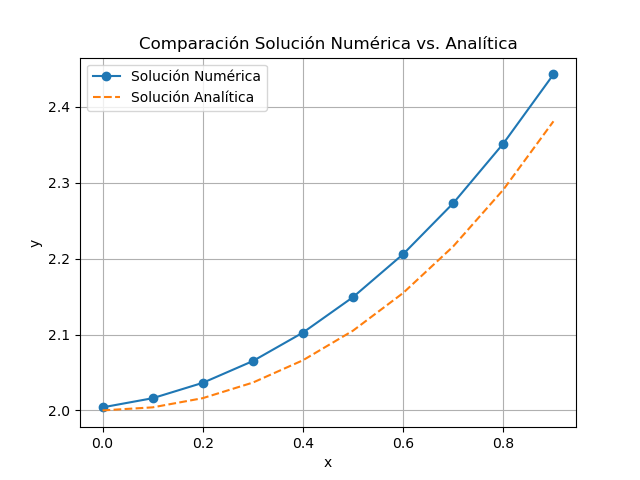 Comparación Solución Numérica vs. Analítica
Solución Numérica
Solución Analítica
2.4
2.3
2.2
2.1
2.0
y
0.0 0.2 0.4 0.6 0.8
x